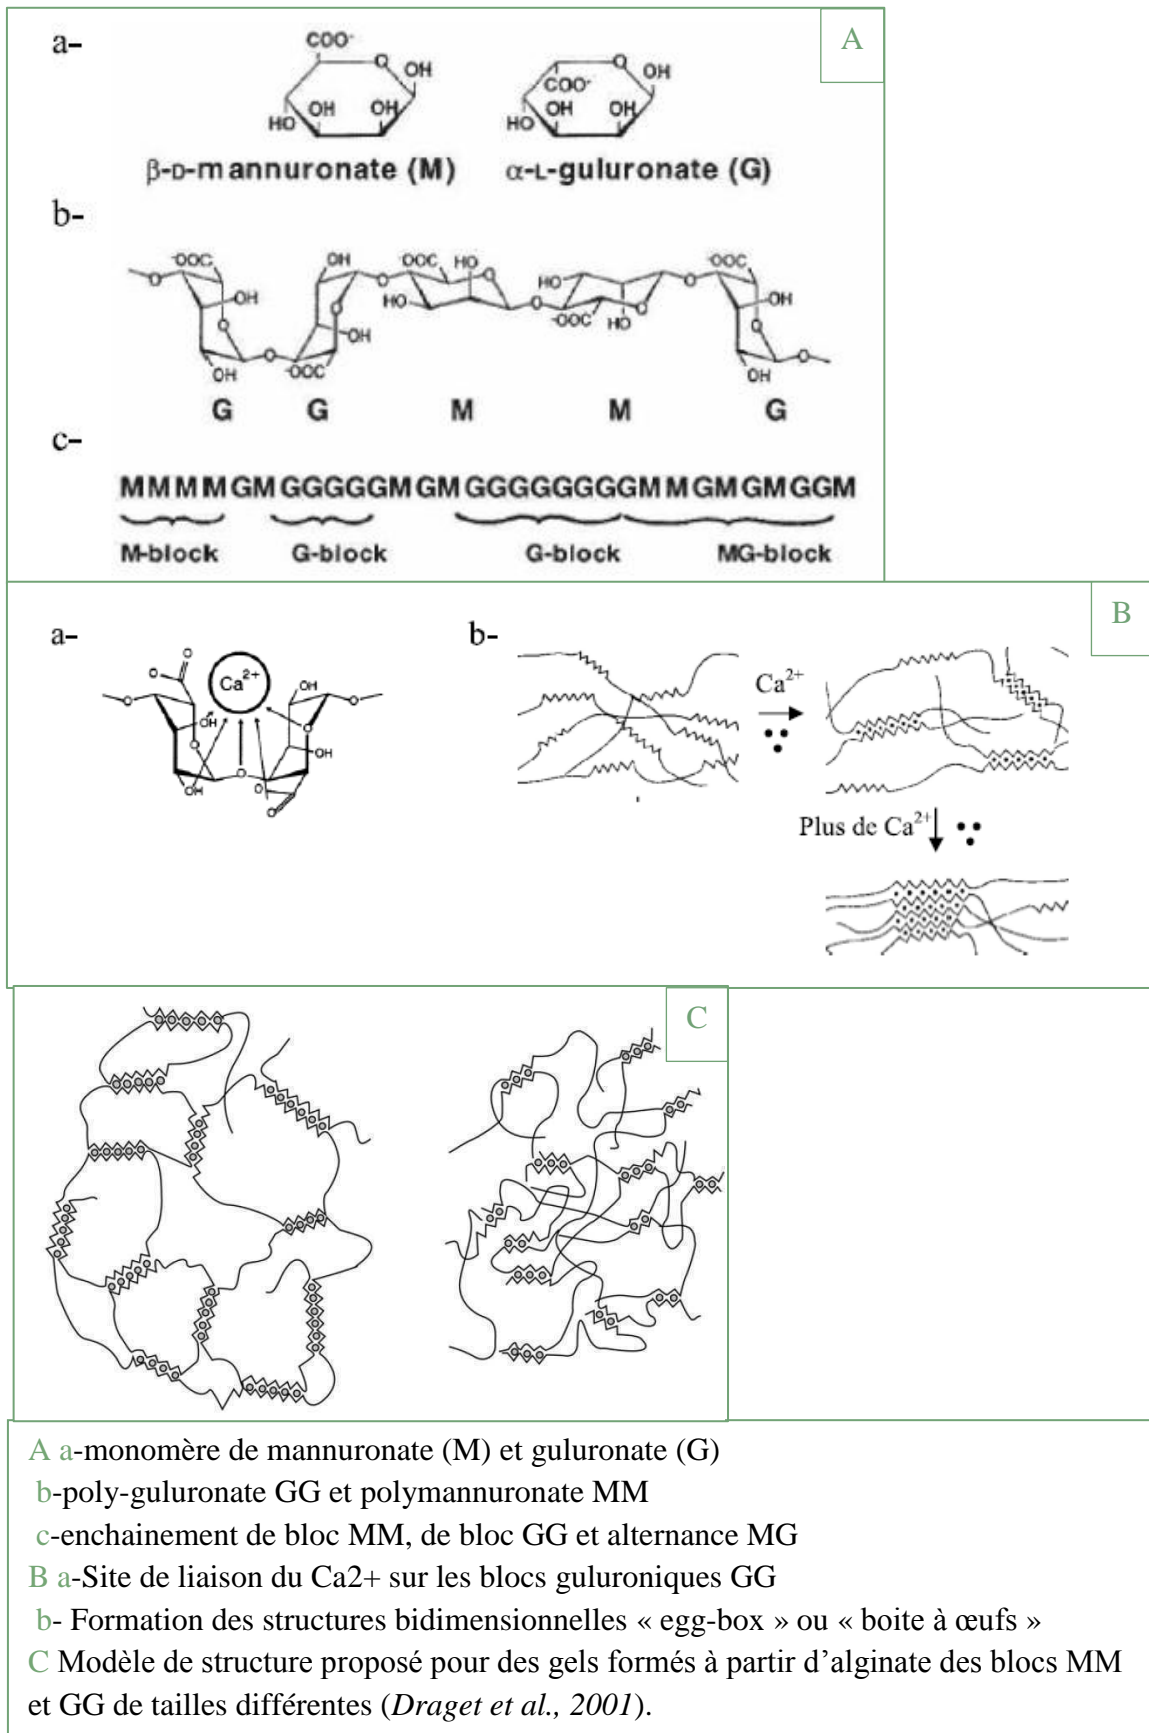 A
a-
COO-
O
OH
OH
OH
HO
O
OH
COO-
OH
OH
HO
β-D-mannuronate (M)
α-L-guluronate (G)
b-
-OOC
OH
-OOC
HO
-OOC
O
OH
O
O
O
HO
O
OH
O
OH
HO
O
O
O
OH
O
-OOC
-OOC
HO
OH
O
G
G
M
M
G
c-
MMMMGMGGGGGGMGMGGGGGGGGGMMGMGMGGM
M-block
G-block
G-block
MG-block
B
a-
O
O
Ca2+
OH
O
O
OH
O
O
OH
OH
O
O
O
b-
Ca2+
Plus de Ca2+
C
A a-monomère de mannuronate (M) et guluronate (G)
b-poly-guluronate GG et polymannuronate MM
c-enchainement de bloc MM, de bloc GG et alternance MG
B a-Site de liaison du Ca2+ sur les blocs guluroniques GG
b- Formation des structures bidimensionnelles « egg-box » ou « boite à œufs »
C Modèle de structure proposé pour des gels formés à partir d’alginate des blocs MM
et GG de tailles différentes (Draget et al., 2001).